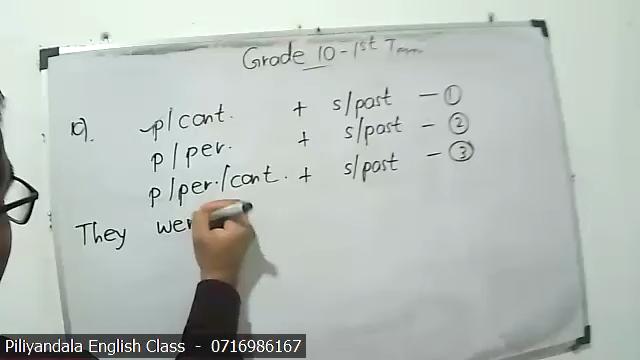 Grade 10 - 1st Term
10). p/cont. + s/past - ①
p/per. + s/past - ②
p/per./cont. + s/past - ③
They wer
Piliyandala English Class - 0716986167